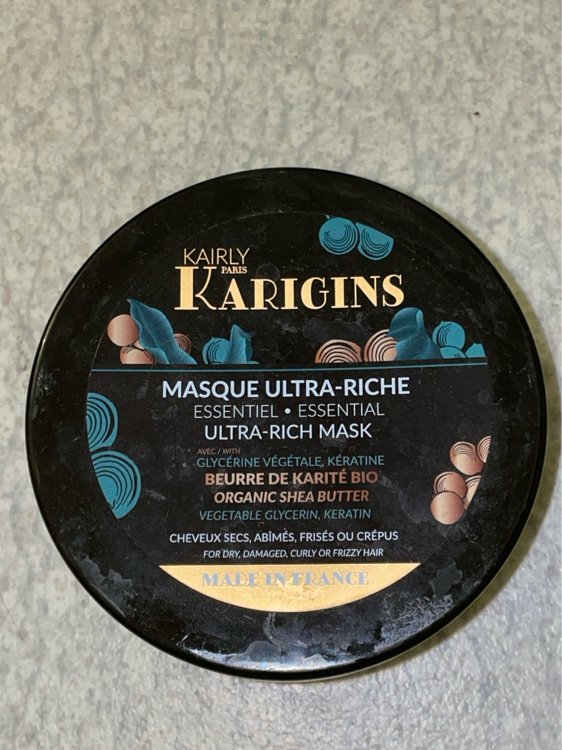 KAIRLY
PARIS
KARIGINS
MASQUE ULTRA-RICHE
ESSENTIEL • ESSENTIAL
ULTRA-RICH MASK
AVEC / WITH
GLYCÉRINE VÉGÉTALE, KÉRATINE
BEURRE DE KARITÉ BIO
ORGANIC SHEA BUTTER
VEGETABLE GLYCERIN, KERATIN
CHEVEUX SECS, ABÎMÉS, FRISÉS OU CRÉPUS
FOR DRY, DAMAGED, CURLY OR FRIZZY HAIR
MADE IN FRANCE